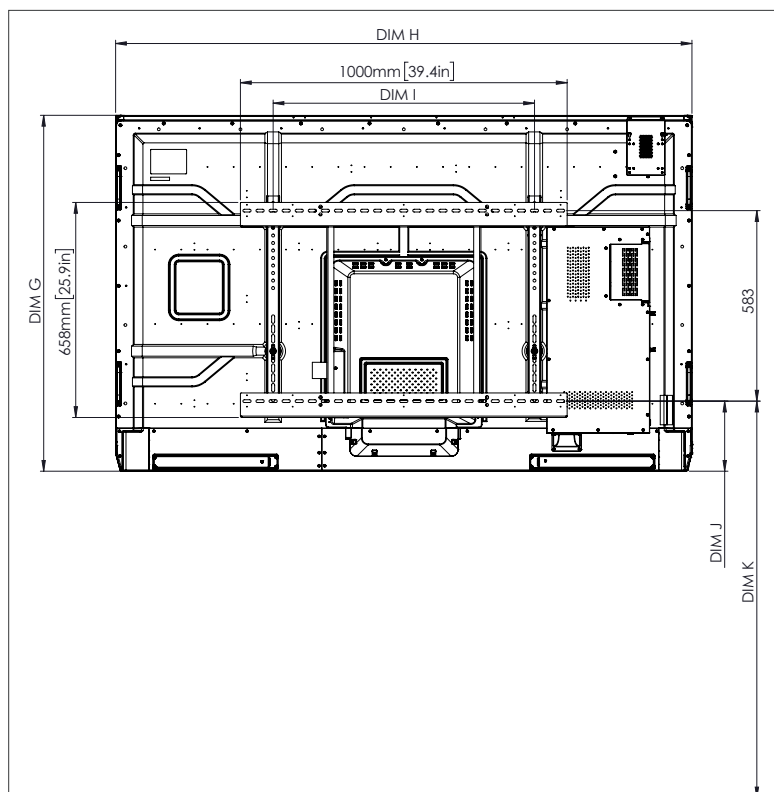 DIM H
1000mm[39.4in]
DIM I
DIM G
658mm[25.9in]
583
DIM J
DIM K